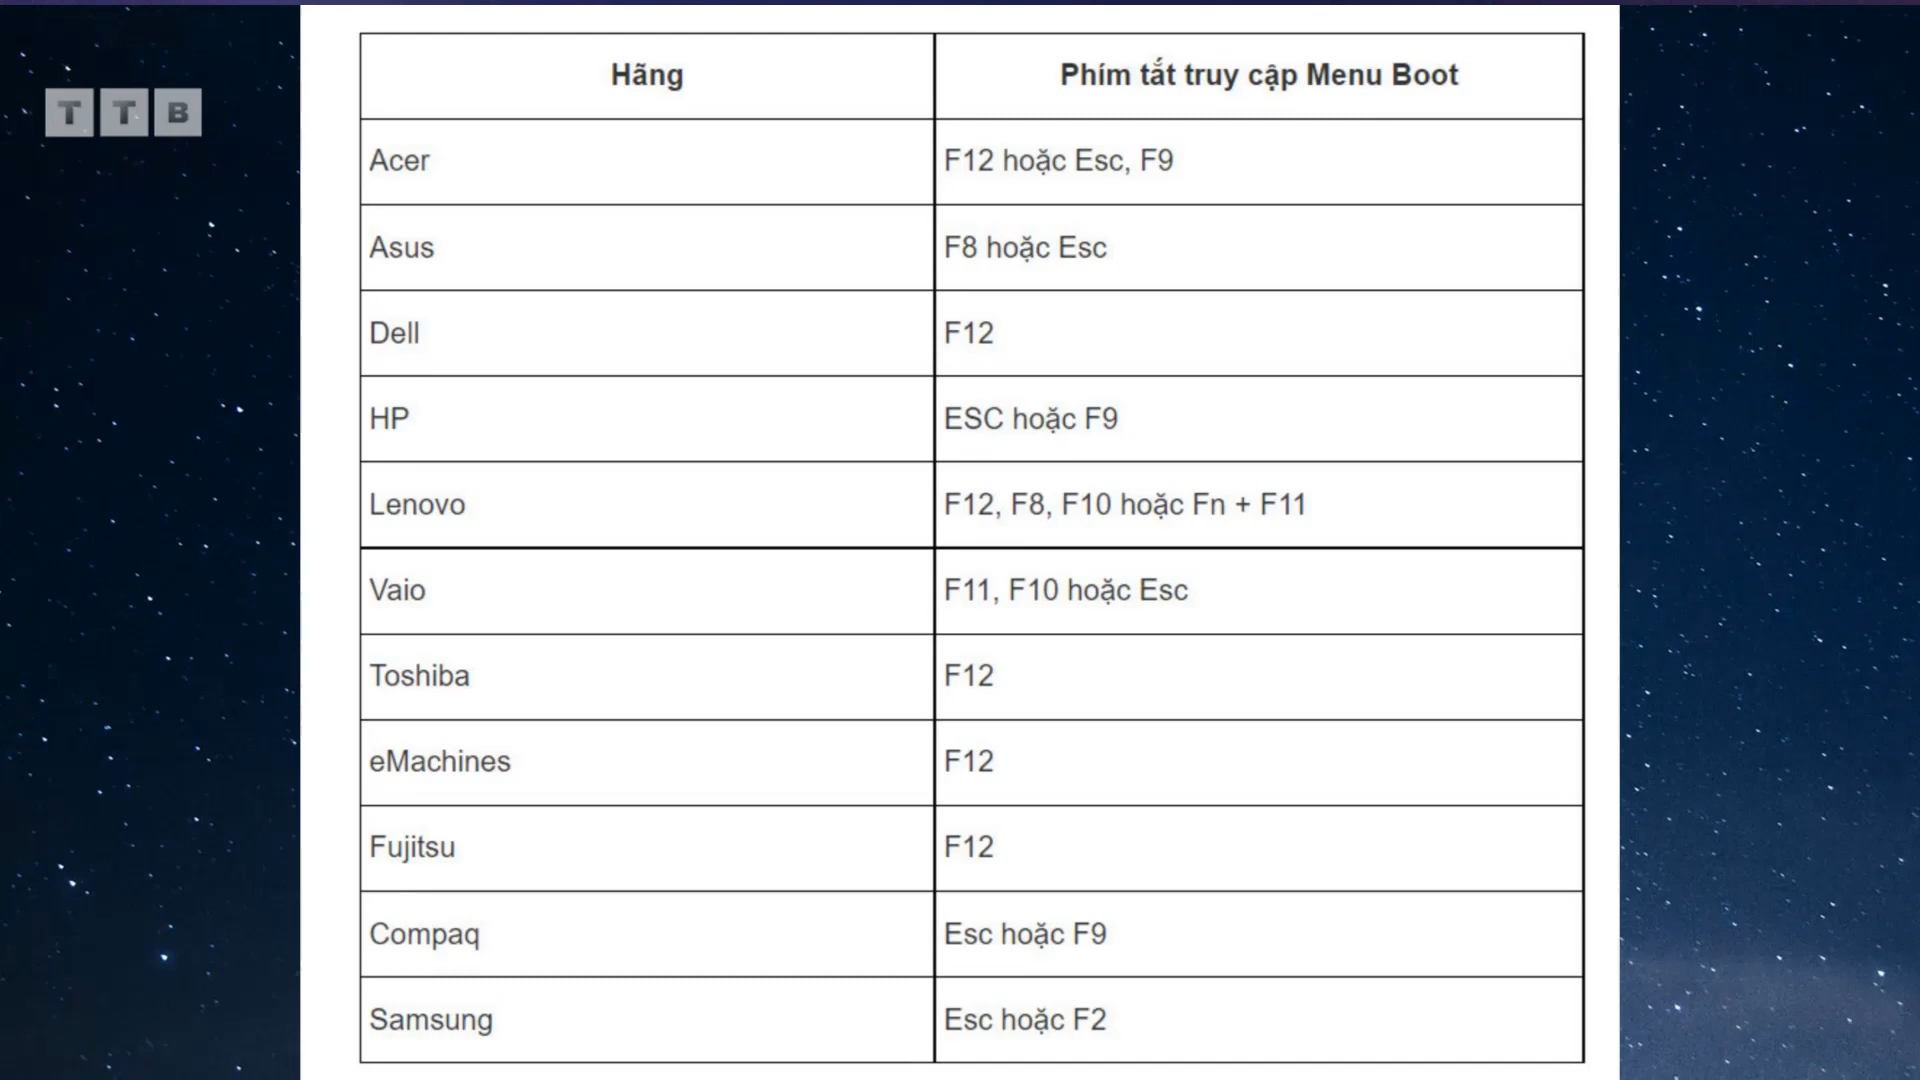 TTB
Hãng Phím tắt truy cập Menu Boot
Acer F12 hoặc Esc, F9
Asus F8 hoặc Esc
Dell F12
HP ESC hoặc F9
Lenovo F12, F8, F10 hoặc Fn + F11
Vaio F11, F10 hoặc Esc
Toshiba F12
eMachines F12
Fujitsu F12
Compaq Esc hoặc F9
Samsung Esc hoặc F2